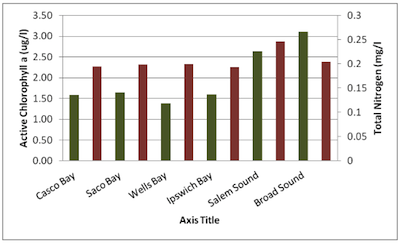 Active Chlorophyll a (ug/l)
3.50
3.00
2.50
2.00
1.50
1.00
0.50
0.00
0.3
0.25
0.2
0.15
0.1
0.05
0
Total Nitrogen (mg/l
Casco Bay
Saco Bay
Wells Bay
Ipswich Bay
Salem Sound
Broad Sound
Axis Title